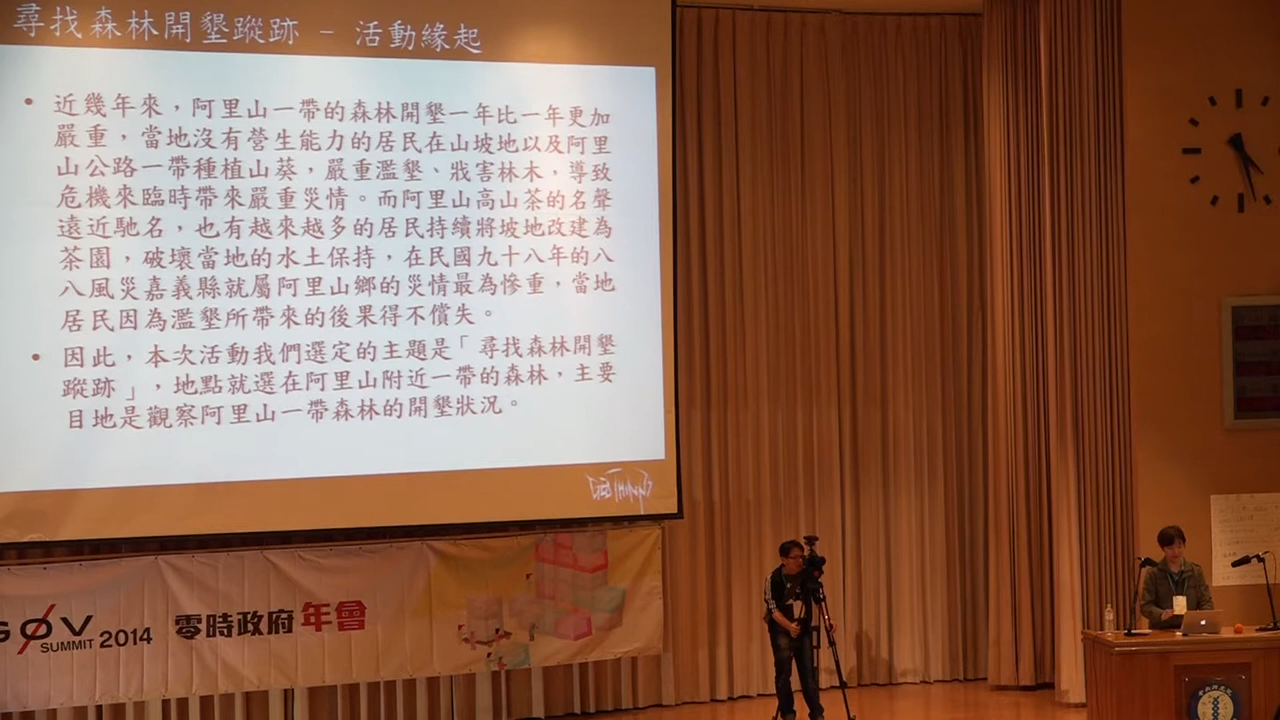 尋找森林開墾蹤跡 – 活動緣起
• 近幾年來，阿里山一帶的森林開墾一年比一年更加
嚴重，當地沒有營生能力的居民在山坡地以及阿里
山公路一帶種植山葵，嚴重濫墾、戕害林木，導致
危機來臨時帶來嚴重災情。而阿里山高山茶的名聲
遠近馳名，也有越來越多的居民持續將坡地改建為
茶園，破壞當地的水土保持，在民國九十八年的八
八風災嘉義縣就屬阿里山鄉的災情最為慘重，當地
居民因為濫墾所帶來的後果得不償失。
• 因此，本次活動我們選定的主題是「尋找森林開墾
蹤跡」，地點就選在阿里山附近一帶的森林，主要
目地是觀察阿里山一帶森林的開墾狀況。
GØV
SUMMIT 2014
零時政府年會